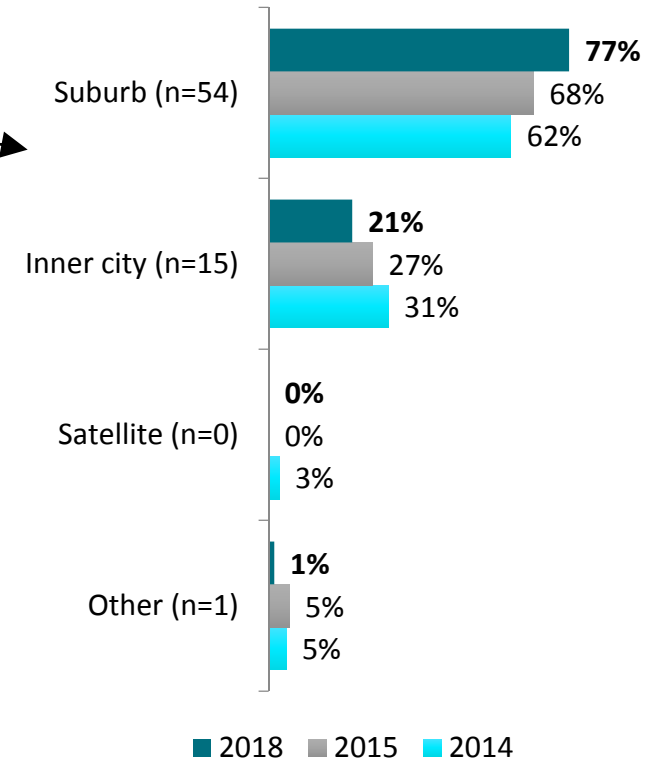 77%
Suburb (n=54)
68%
62%
21%
Inner city (n=15)
27%
31%
0%
Satellite (n=0)
0%
3%
1%
Other (n=1)
5%
5%
2018 2015 2014